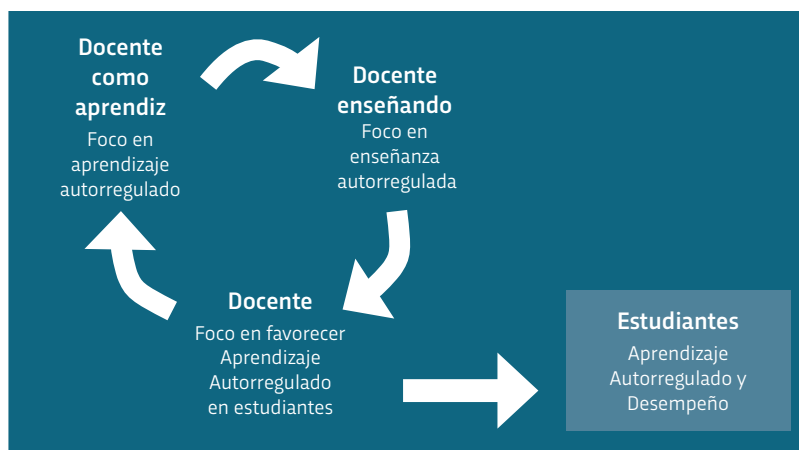 Docente
como
aprendiz
Foco en
aprendizaje
autorregulado
Docente
enseñando
Foco en
enseñanza
autorregulada
Docente
Foco en favorecer
Aprendizaje
Autorregulado
en estudiantes
Estudiantes
Aprendizaje
Autorregulado y
Desempeño